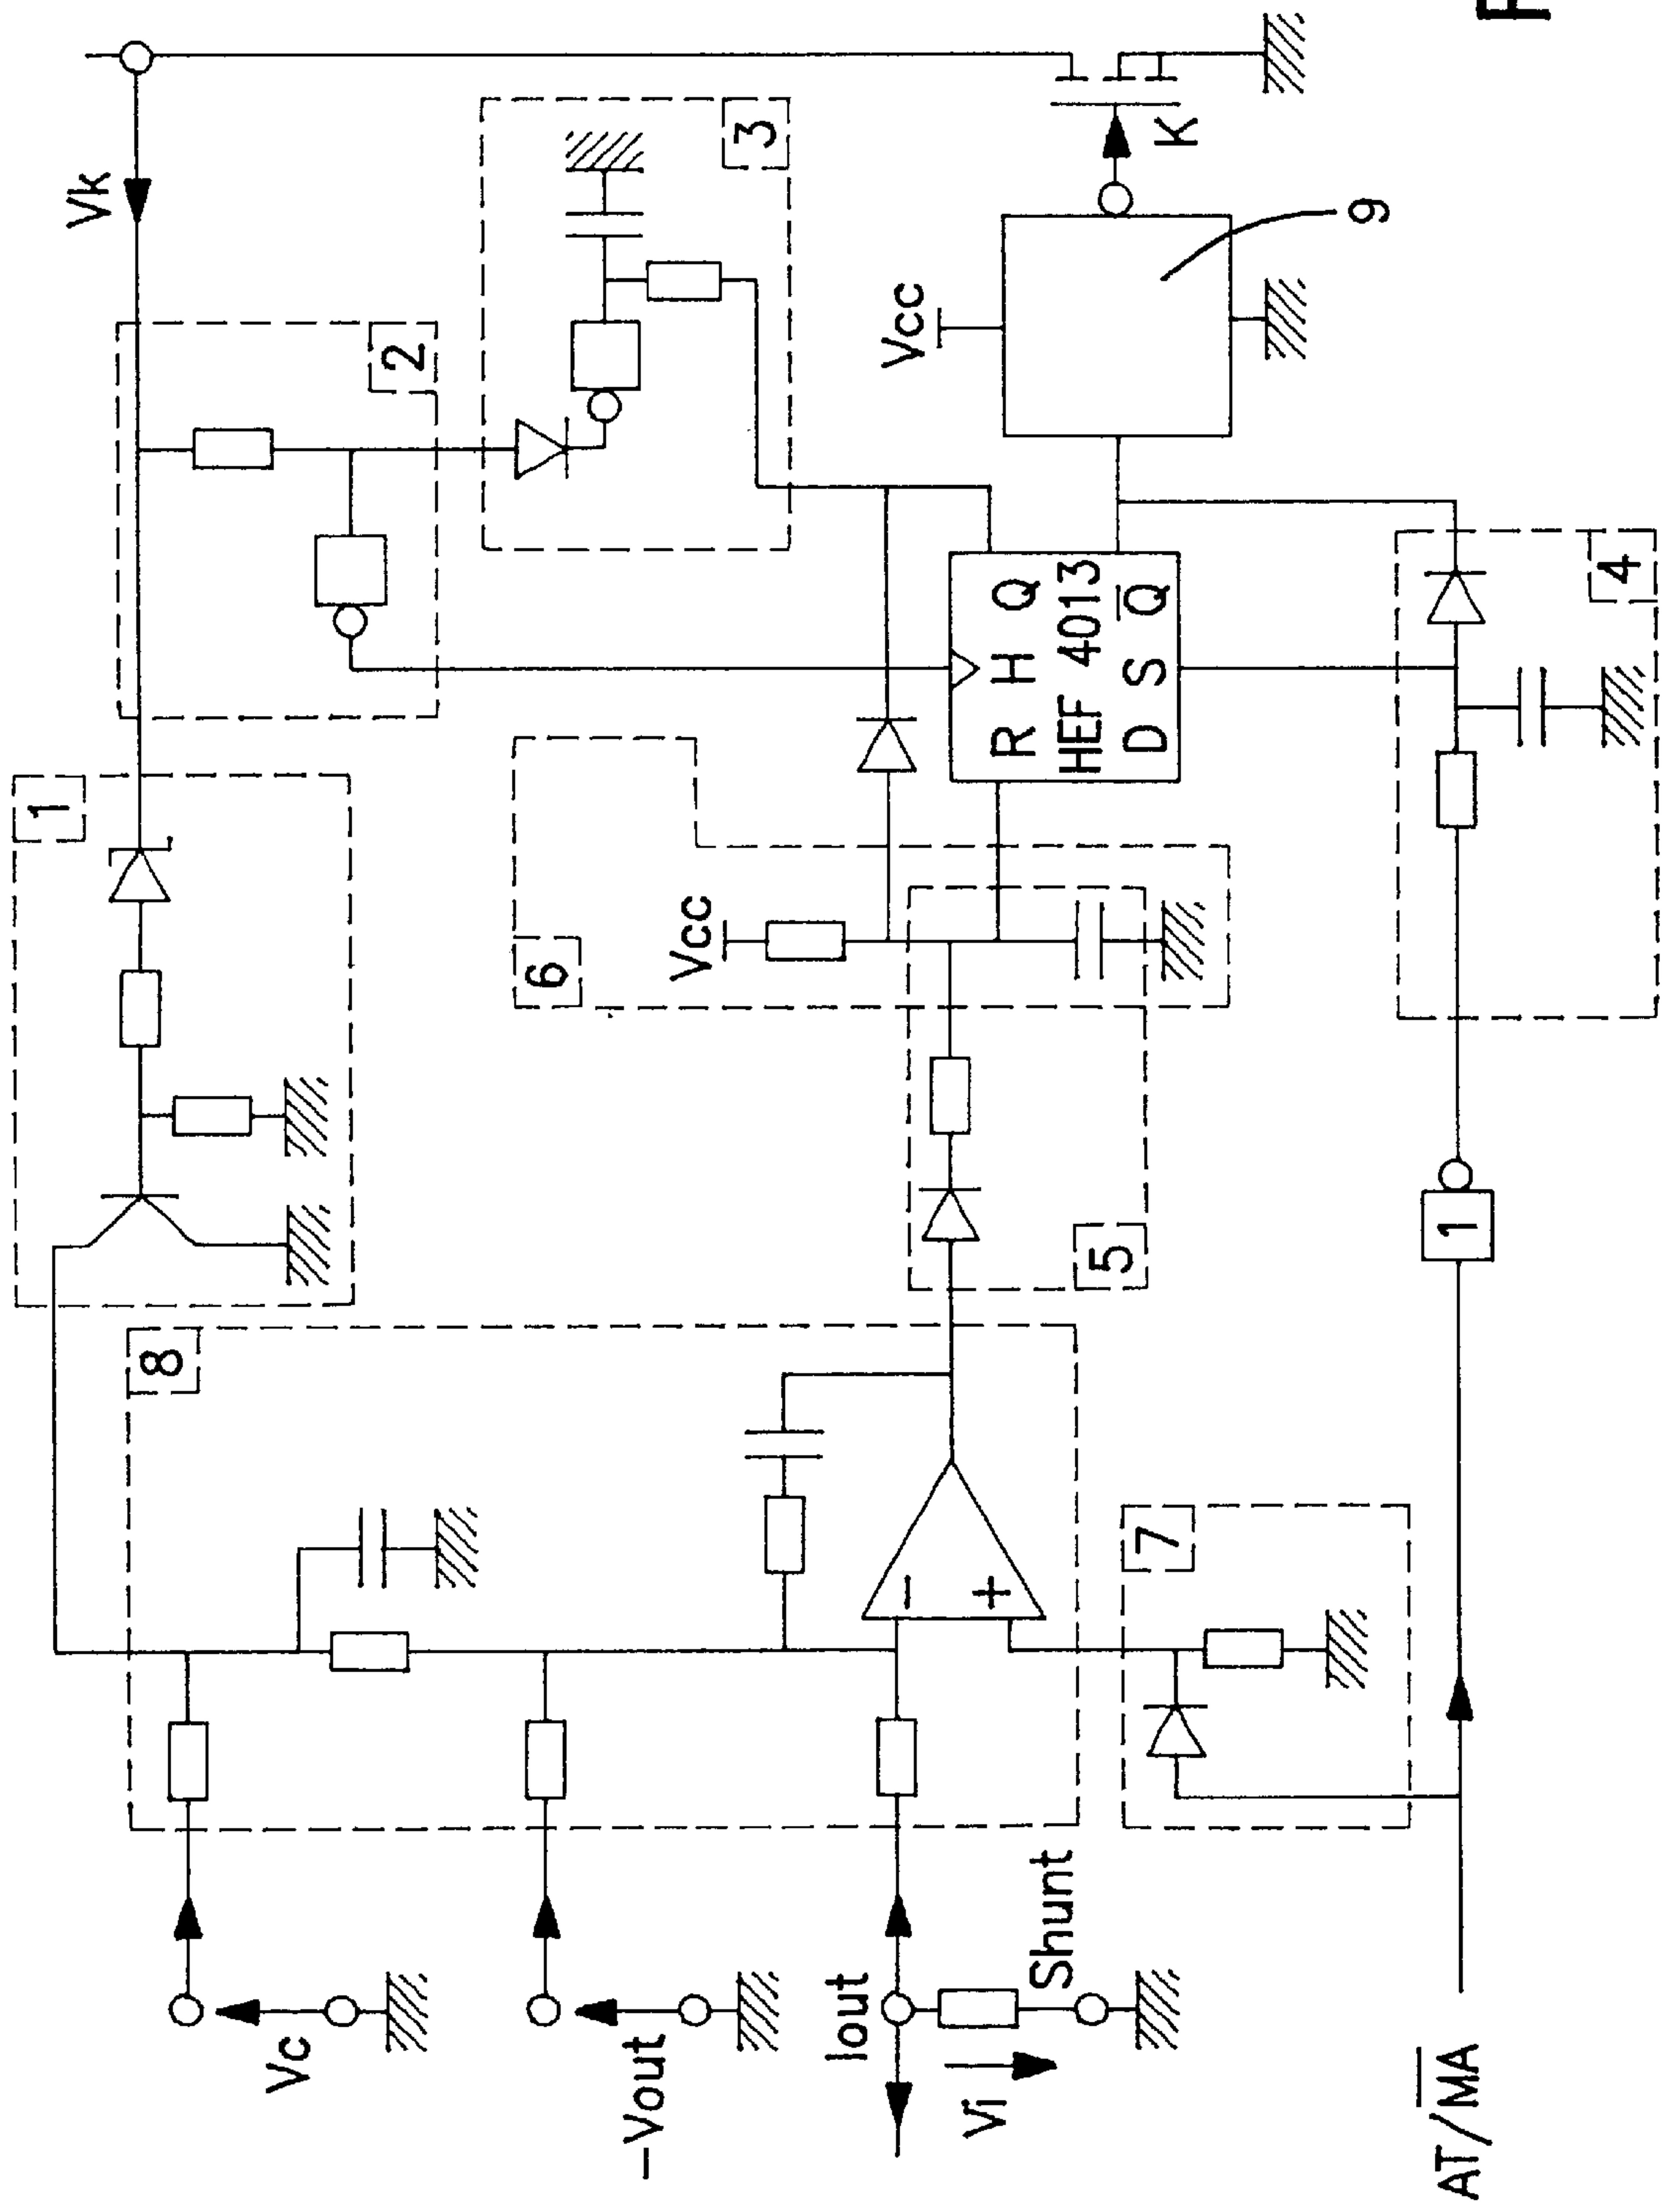 Vk
1
2
3
8
Vc
Vcc
K
Vcc
9
6
R H Q
HEF 4013
D S Q̅
-Vout
Iout
Vi
Shunt
5
7
4
1
AT/M̅A̅
-
+
F